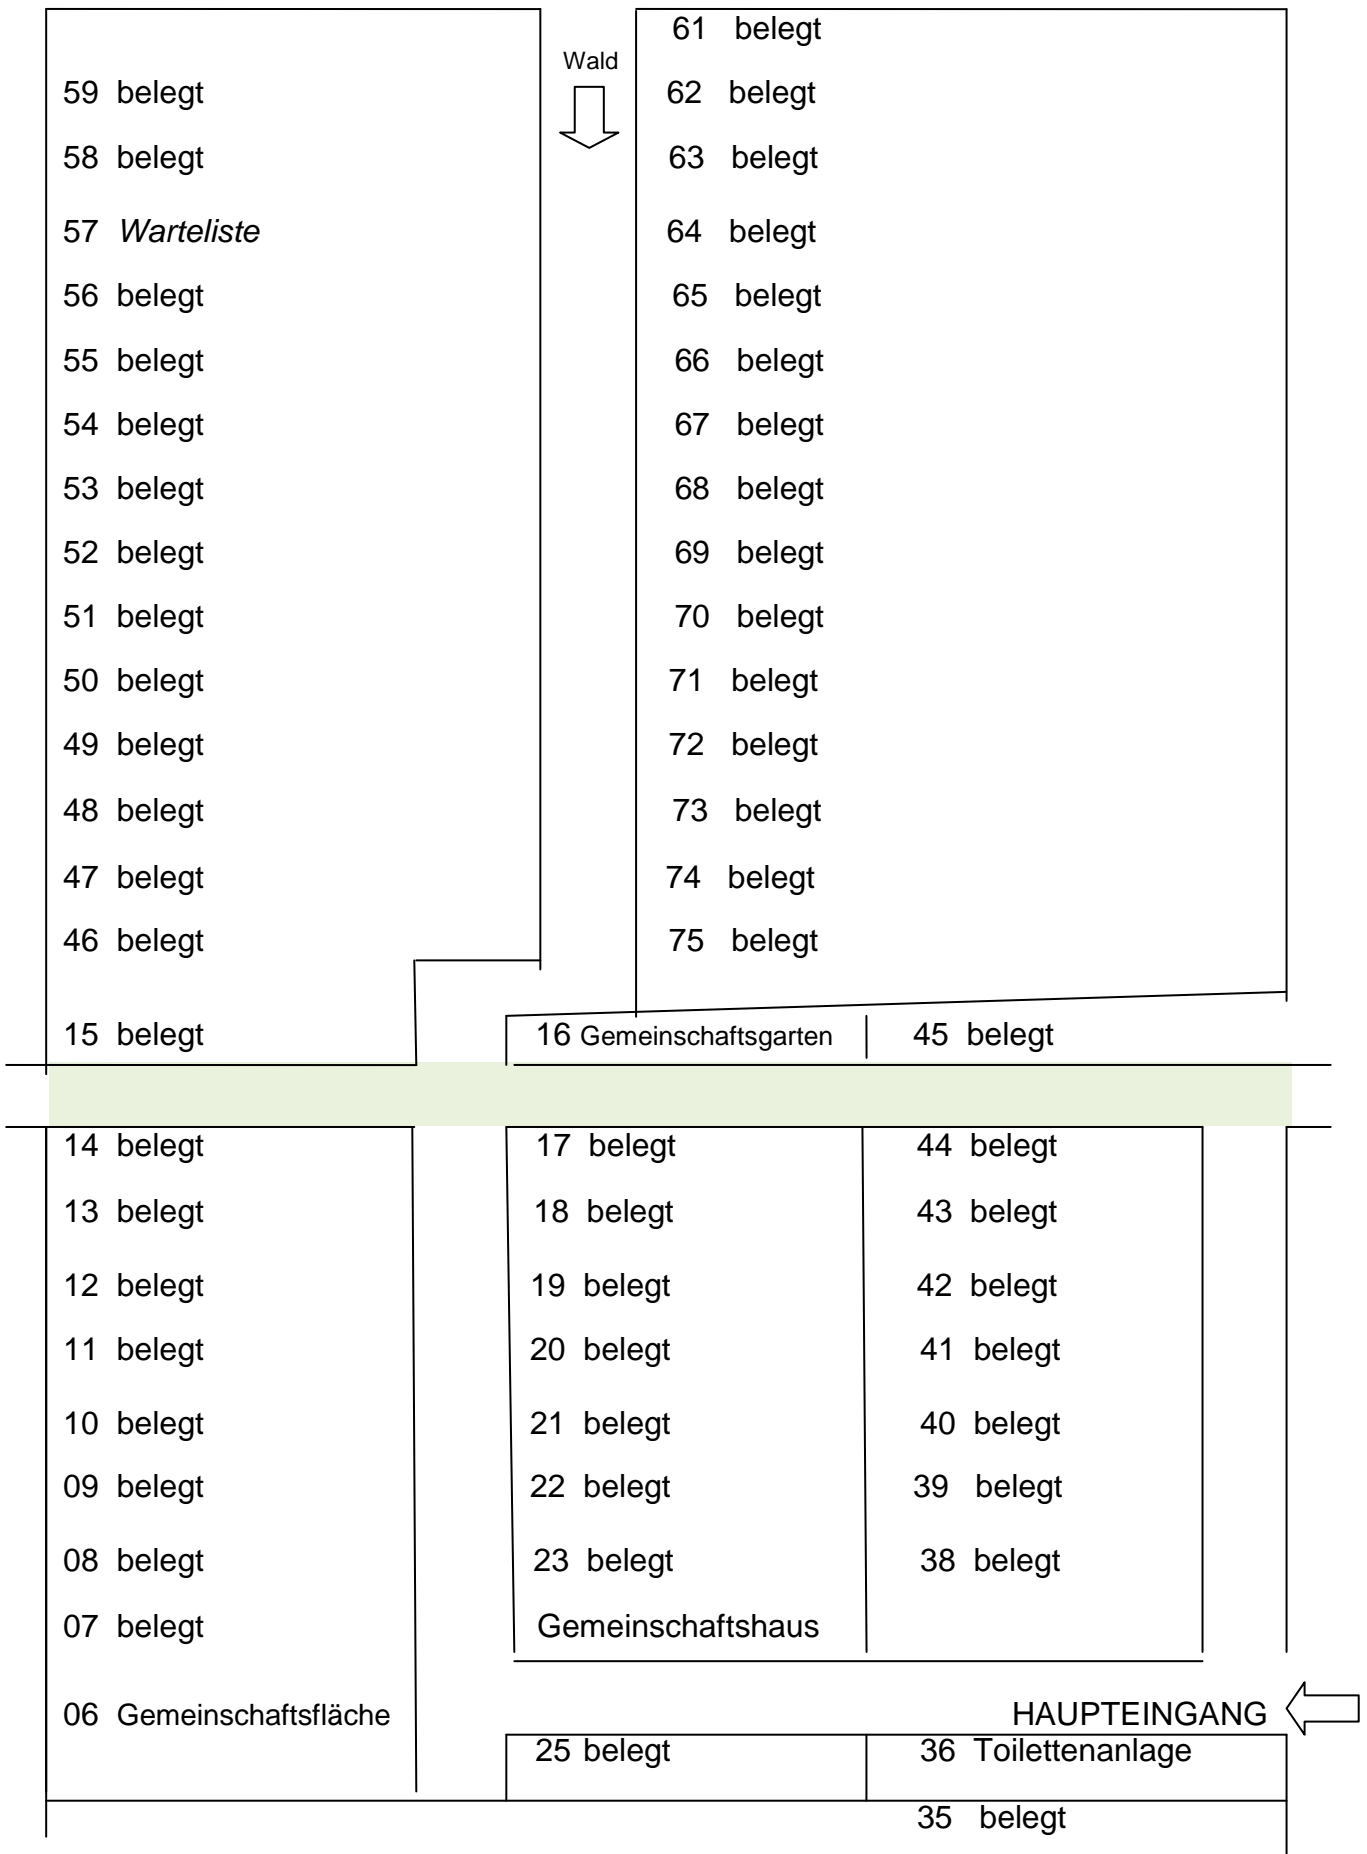 61 belegt
Wald
59 belegt
62 belegt
58 belegt
63 belegt
57 Warteliste
64 belegt
56 belegt
65 belegt
55 belegt
66 belegt
54 belegt
67 belegt
53 belegt
68 belegt
52 belegt
69 belegt
51 belegt
70 belegt
50 belegt
71 belegt
49 belegt
72 belegt
48 belegt
73 belegt
47 belegt
74 belegt
46 belegt
75 belegt
15 belegt
16 Gemeinschaftsgarten
45 belegt
14 belegt
17 belegt
44 belegt
13 belegt
18 belegt
43 belegt
12 belegt
19 belegt
42 belegt
11 belegt
20 belegt
41 belegt
10 belegt
21 belegt
40 belegt
09 belegt
22 belegt
39 belegt
08 belegt
23 belegt
38 belegt
07 belegt
Gemeinschaftshaus
06 Gemeinschaftsfläche
HAUPTEINGANG
25 belegt
36 Toilettenanlage
35 belegt